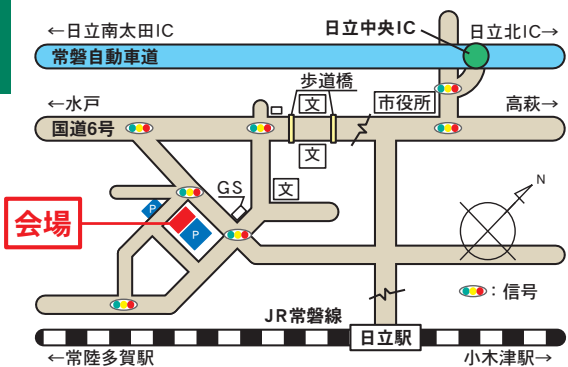 ←日立南太田IC
日立中央IC
日立北IC→
常磐自動車道
歩道橋
←水戸
文
市役所
高萩→
国道6号
文
GS
文
N
P
会場
P
：信号
JR常磐線
日立駅
←常陸多賀駅
小木津駅→